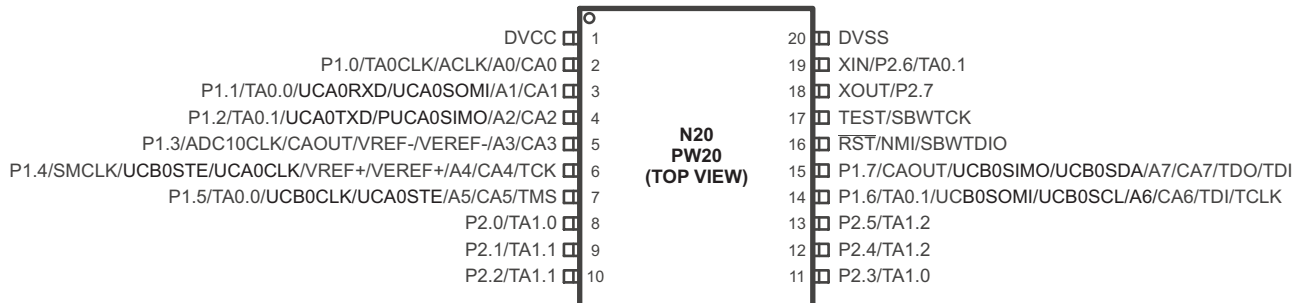 DVCC 1
P1.0/TA0CLK/ACLK/A0/CA0 2
P1.1/TA0.0/UCA0RXD/UCA0SOMI/A1/CA1 3
P1.2/TA0.1/UCA0TXD/PUCA0SIMO/A2/CA2 4
P1.3/ADC10CLK/CAOUT/VREF-/VEREF-/A3/CA3 5
P1.4/SMCLK/UCB0STE/UCA0CLK/VREF+/VEREF+/A4/CA4/TCK 6
P1.5/TA0.0/UCB0CLK/UCA0STE/A5/CA5/TMS 7
P2.0/TA1.0 8
P2.1/TA1.1 9
P2.2/TA1.1 10
N20
PW20
(TOP VIEW)
20 DVSS
19 XIN/P2.6/TA0.1
18 XOUT/P2.7
17 TEST/SBWTCK
16 RST/NMI/SBWTDIO
15 P1.7/CAOUT/UCB0SIMO/UCB0SDA/A7/CA7/TDO/TDI
14 P1.6/TA0.1/UCB0SOMI/UCB0SCL/A6/CA6/TDI/TCLK
13 P2.5/TA1.2
12 P2.4/TA1.2
11 P2.3/TA1.0